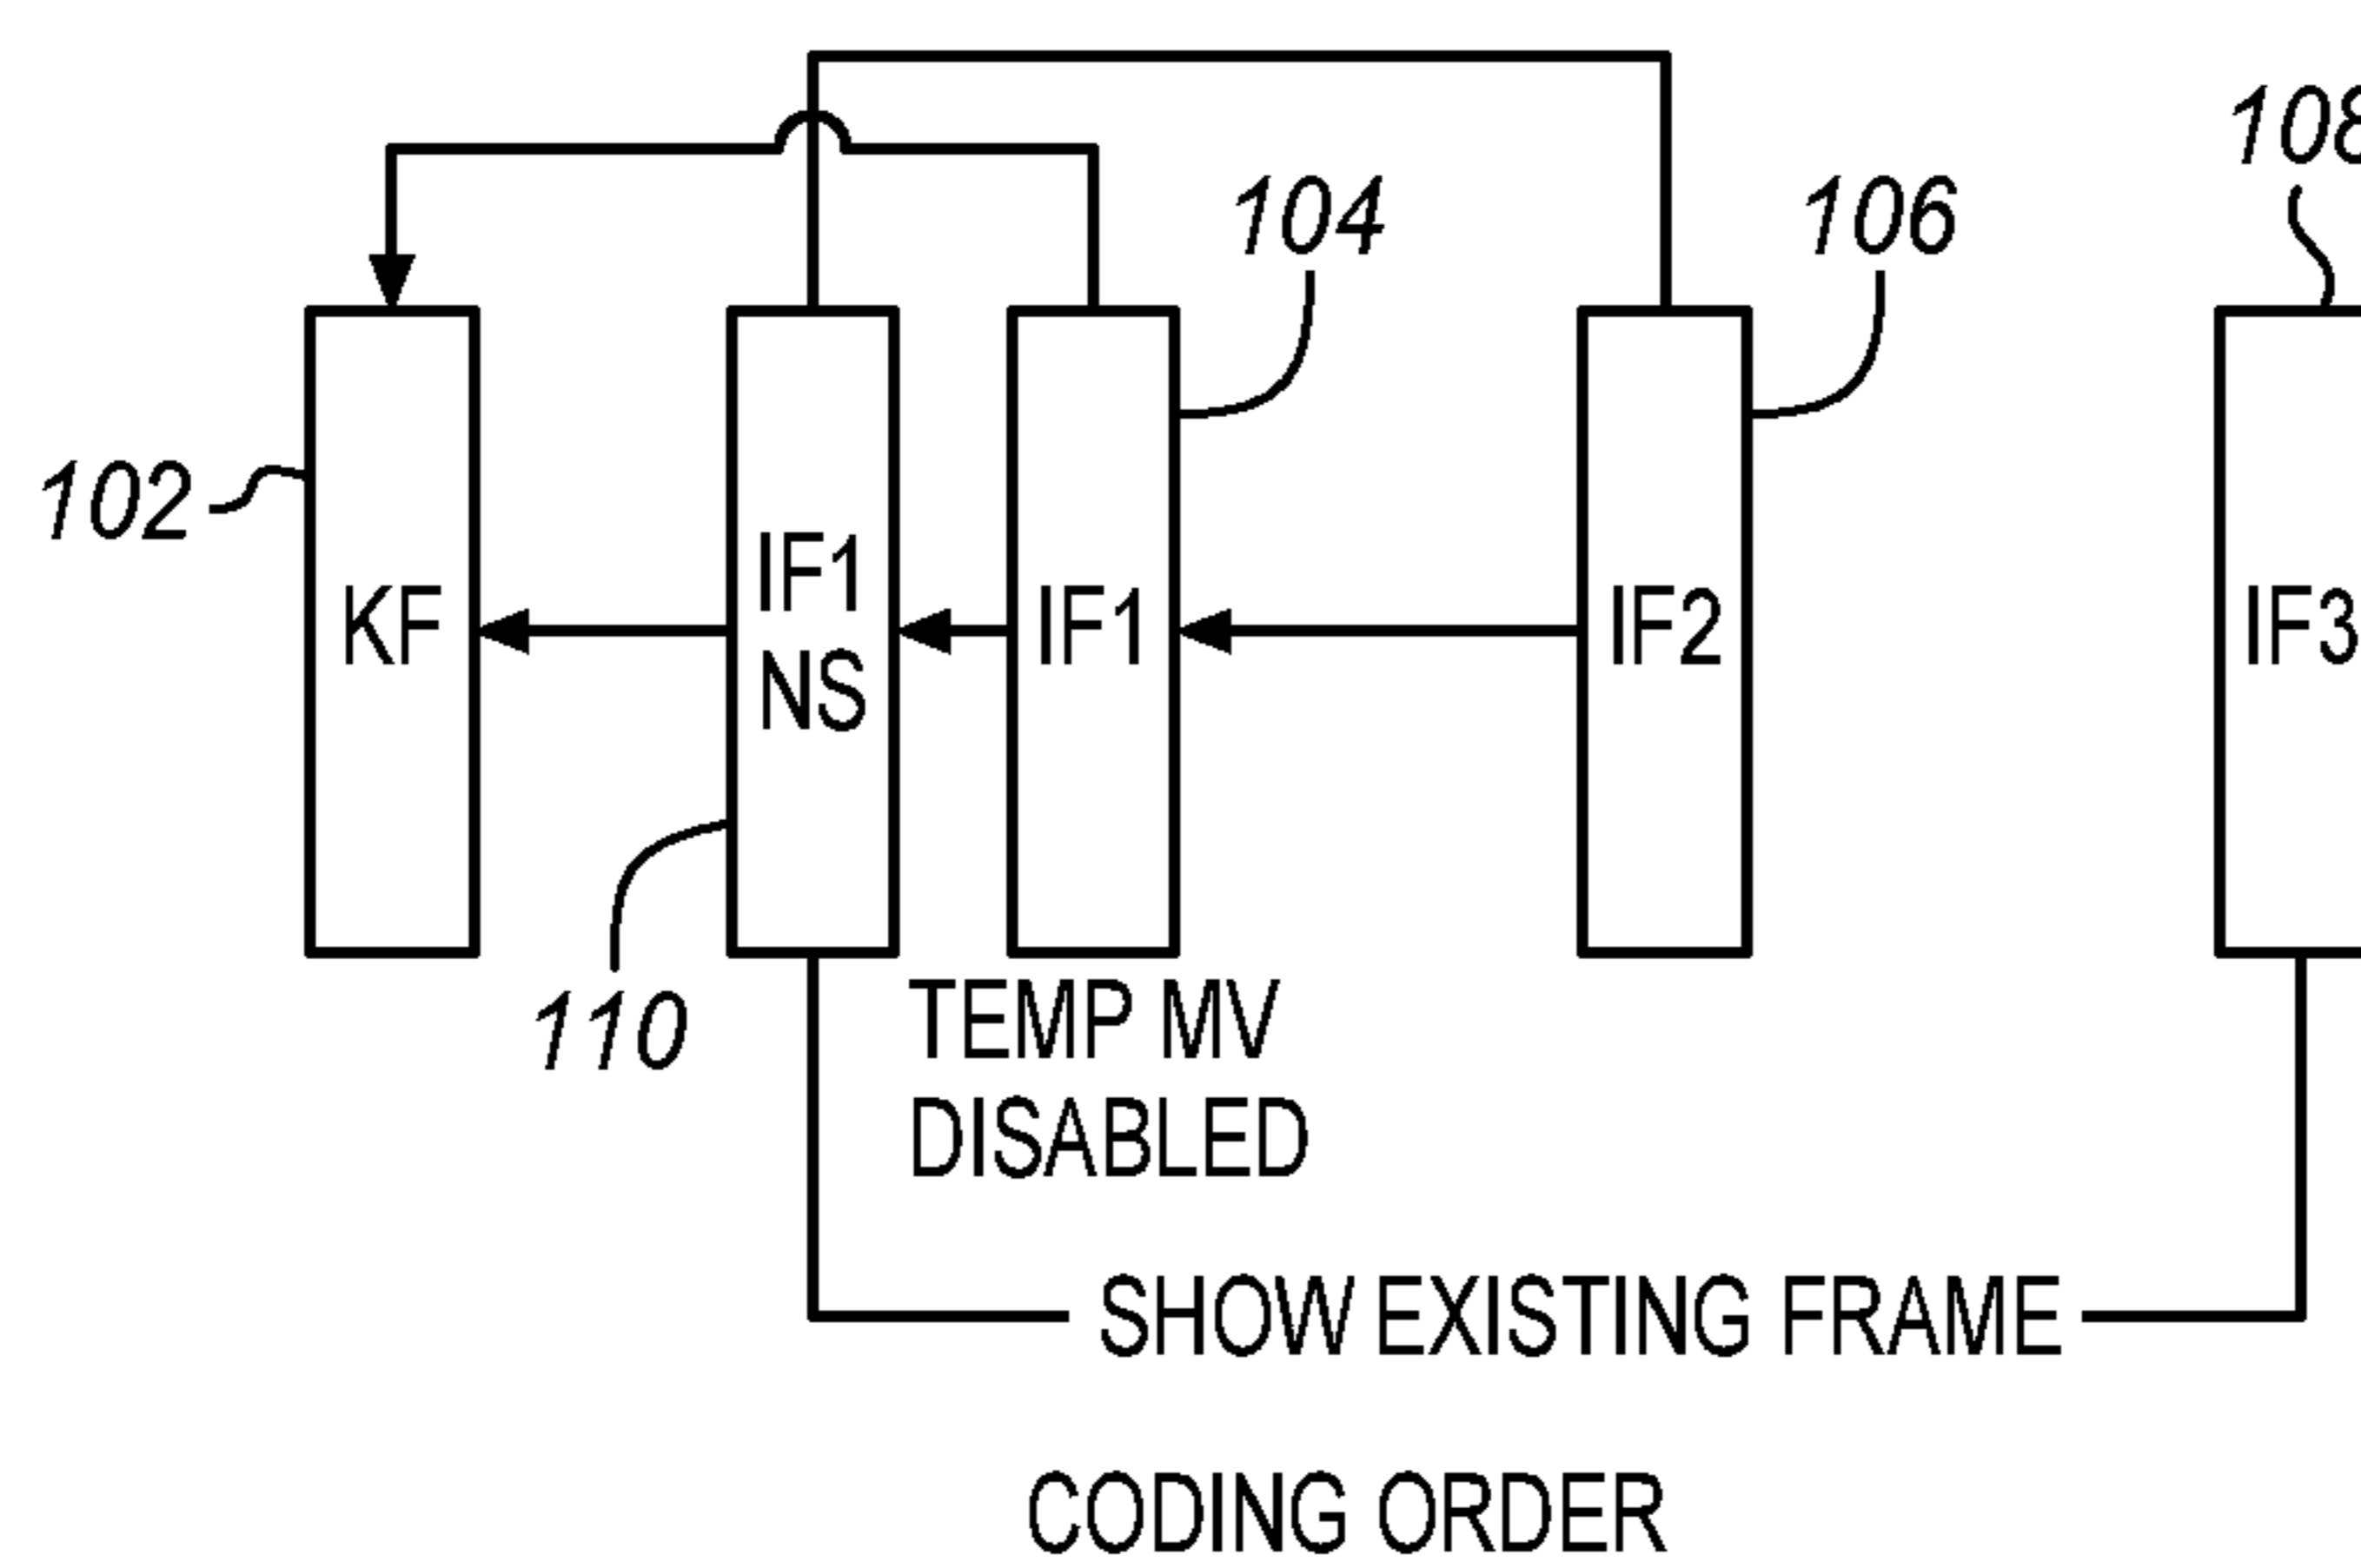 108
104
106
102
KF
IF1
NS
IF1
IF2
IF3
110
TEMP MV
DISABLED
SHOW EXISTING FRAME
CODING ORDER